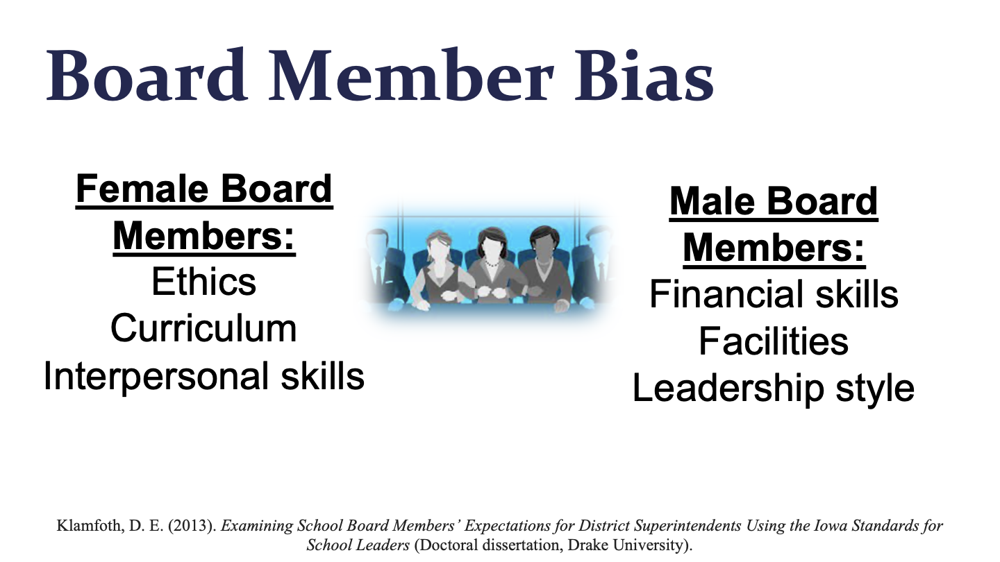 Board Member Bias
Female Board
Members:
Ethics
Curriculum
Interpersonal skills
Male Board
Members:
Financial skills
Facilities
Leadership style
Klamfoth, D. E. (2013). Examining School Board Members’ Expectations for District Superintendents Using the Iowa Standards for
School Leaders (Doctoral dissertation, Drake University).